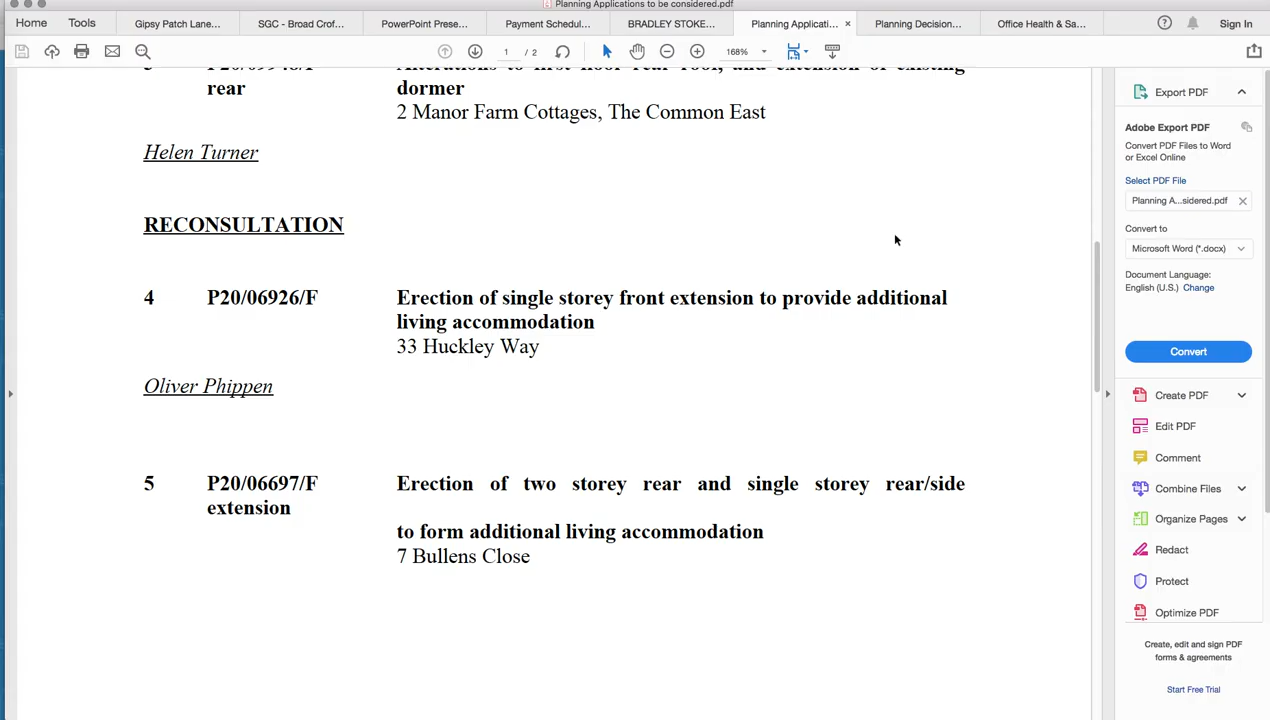 Planning Applications to be considered.pdf
Home Tools Gipsy Patch Lane... SGC - Broad Crof... PowerPoint Prese... Payment Schedul... BRADLEY STOKE... Planning Applicati... × Planning Decision... Office Health & Sa... Sign In
1 / 2 168%
rear dormer
2 Manor Farm Cottages, The Common East
Helen Turner
RECONSULTATION
4 P20/06926/F Erection of single storey front extension to provide additional
living accommodation
33 Huckley Way
Oliver Phippen
5 P20/06697/F Erection of two storey rear and single storey rear/side
extension
to form additional living accommodation
7 Bullens Close
Export PDF
Adobe Export PDF
Convert PDF Files to Word
or Excel Online
Select PDF File
Planning A...sidered.pdf
Convert to
Microsoft Word (*.docx)
Document Language:
English (U.S.) Change
Convert
Create PDF
Edit PDF
Comment
Combine Files
Organize Pages
Redact
Protect
Optimize PDF
Create, edit and sign PDF
forms & agreements
Start Free Trial